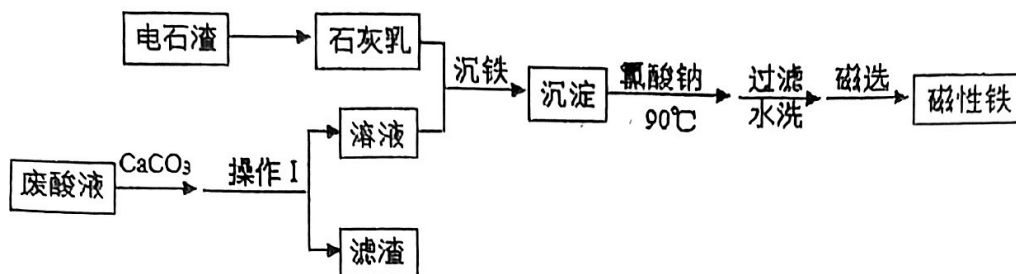 电石渣
石灰乳
沉铁
沉淀
氯酸钠
90℃
过滤
水洗
磁选
磁性铁
溶液
废酸液
CaCO₃
操作 I
滤渣